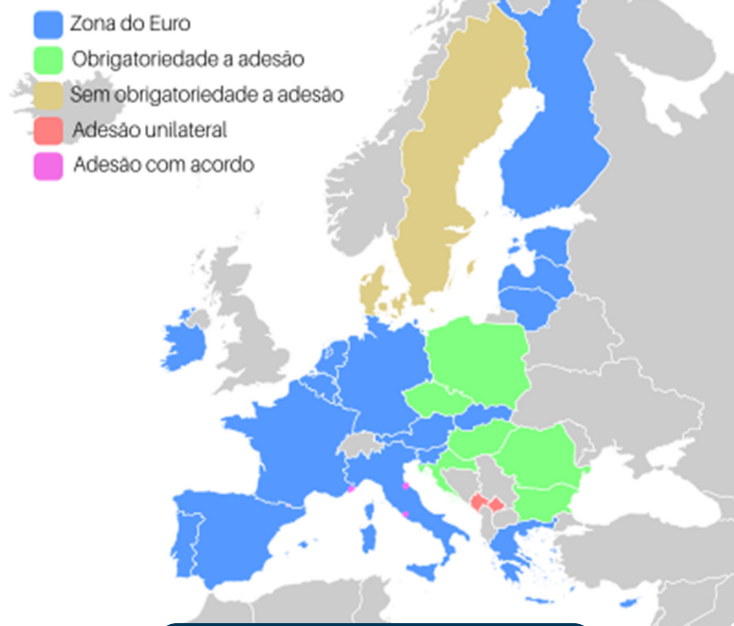 Zona do Euro
Obrigatoriedade a adesão
Sem obrigatoriedade a adesão
Adesão unilateral
Adesão com acordo